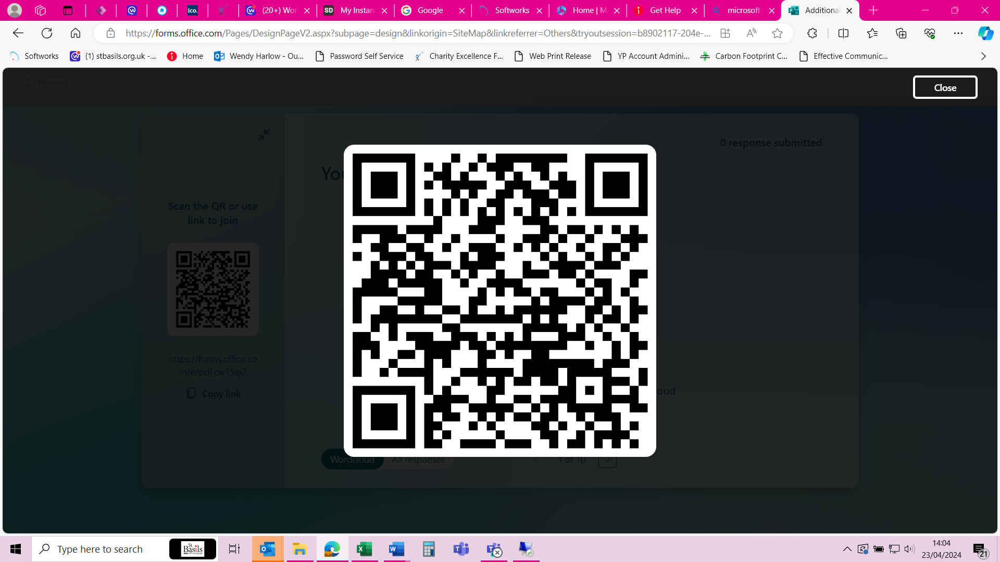 (20+) Wor
My Instan
Google
Softworks
Home | M
Get Help
microsoft
Additional
https://forms.office.com/Pages/DesignPageV2.aspx?subpage=design&linkorigin=SiteMap&linkreferrer=Others&tryoutsession=b8902117-204e-...
Softworks
(1) stbasils.org.uk -...
Home
Wendy Harlow - Ou...
Password Self Service
Charity Excellence F...
Web Print Release
YP Account Admini...
Carbon Footprint C...
Effective Communic...
Present
Close
0 response submitted
You
Scan the QR or use
link to join
https://forms.office.co
m/e/pdFcw1Sqi2
Copy link
oud
Wordcloud
All responses
1 of 10
Type here to search
St
Basils
14:04
23/04/2024
21